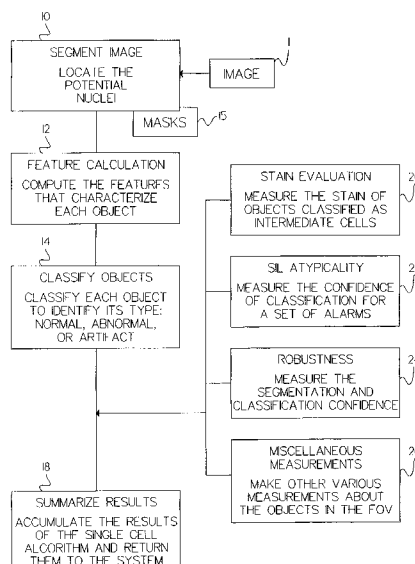 10
SEGMENT IMAGE
LOCATE THE
POTENTIAL
NUCLEI
1
IMAGE
MASKS
15
12
FEATURE CALCULATION
COMPUTE THE FEATURES
THAT CHARACTERIZE
EACH OBJECT
14
CLASSIFY OBJECTS
CLASSIFY EACH OBJECT
TO IDENTIFY ITS TYPE:
NORMAL, ABNORMAL,
OR ARTIFACT
STAIN EVALUATION
MEASURE THE STAIN OF
OBJECTS CLASSIFIED AS
INTERMEDIATE CELLS
SIL ATYPICALITY
MEASURE THE CONFIDENCE
OF CLASSIFICATION FOR
A SET OF ALARMS
ROBUSTNESS
MEASURE THE
SEGMENTATION AND
CLASSIFICATION CONFIDENCE
MISCELLANEOUS
MEASUREMENTS
MAKE OTHER VARIOUS
MEASUREMENTS ABOUT
THE OBJECTS IN THE FOV
18
SUMMARIZE RESULTS
ACCUMULATE THE RESULTS
OF THE SINGLE CELL
ALGORITHM AND RETURN
THEM TO THE SYSTEM